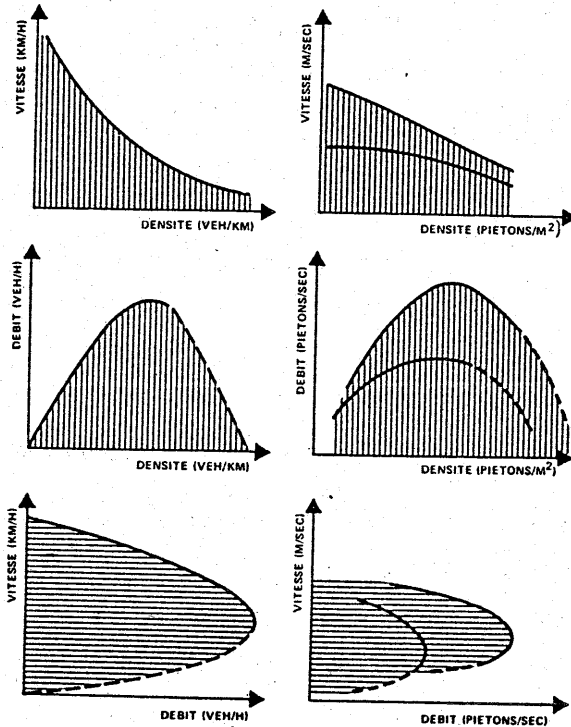 VITESSE (KM/H)
DENSITE (VEH/KM)
VITESSE (M/SEC)
DENSITE (PIETONS/M²)
DEBIT (VEH/H)
DENSITE (VEH/KM)
DEBIT (PIETONS/SEC)
DENSITE (PIETONS/M²)
VITESSE (KM/H)
DEBIT (VEH/H)
VITESSE (M/SEC)
DEBIT (PIETONS/SEC)